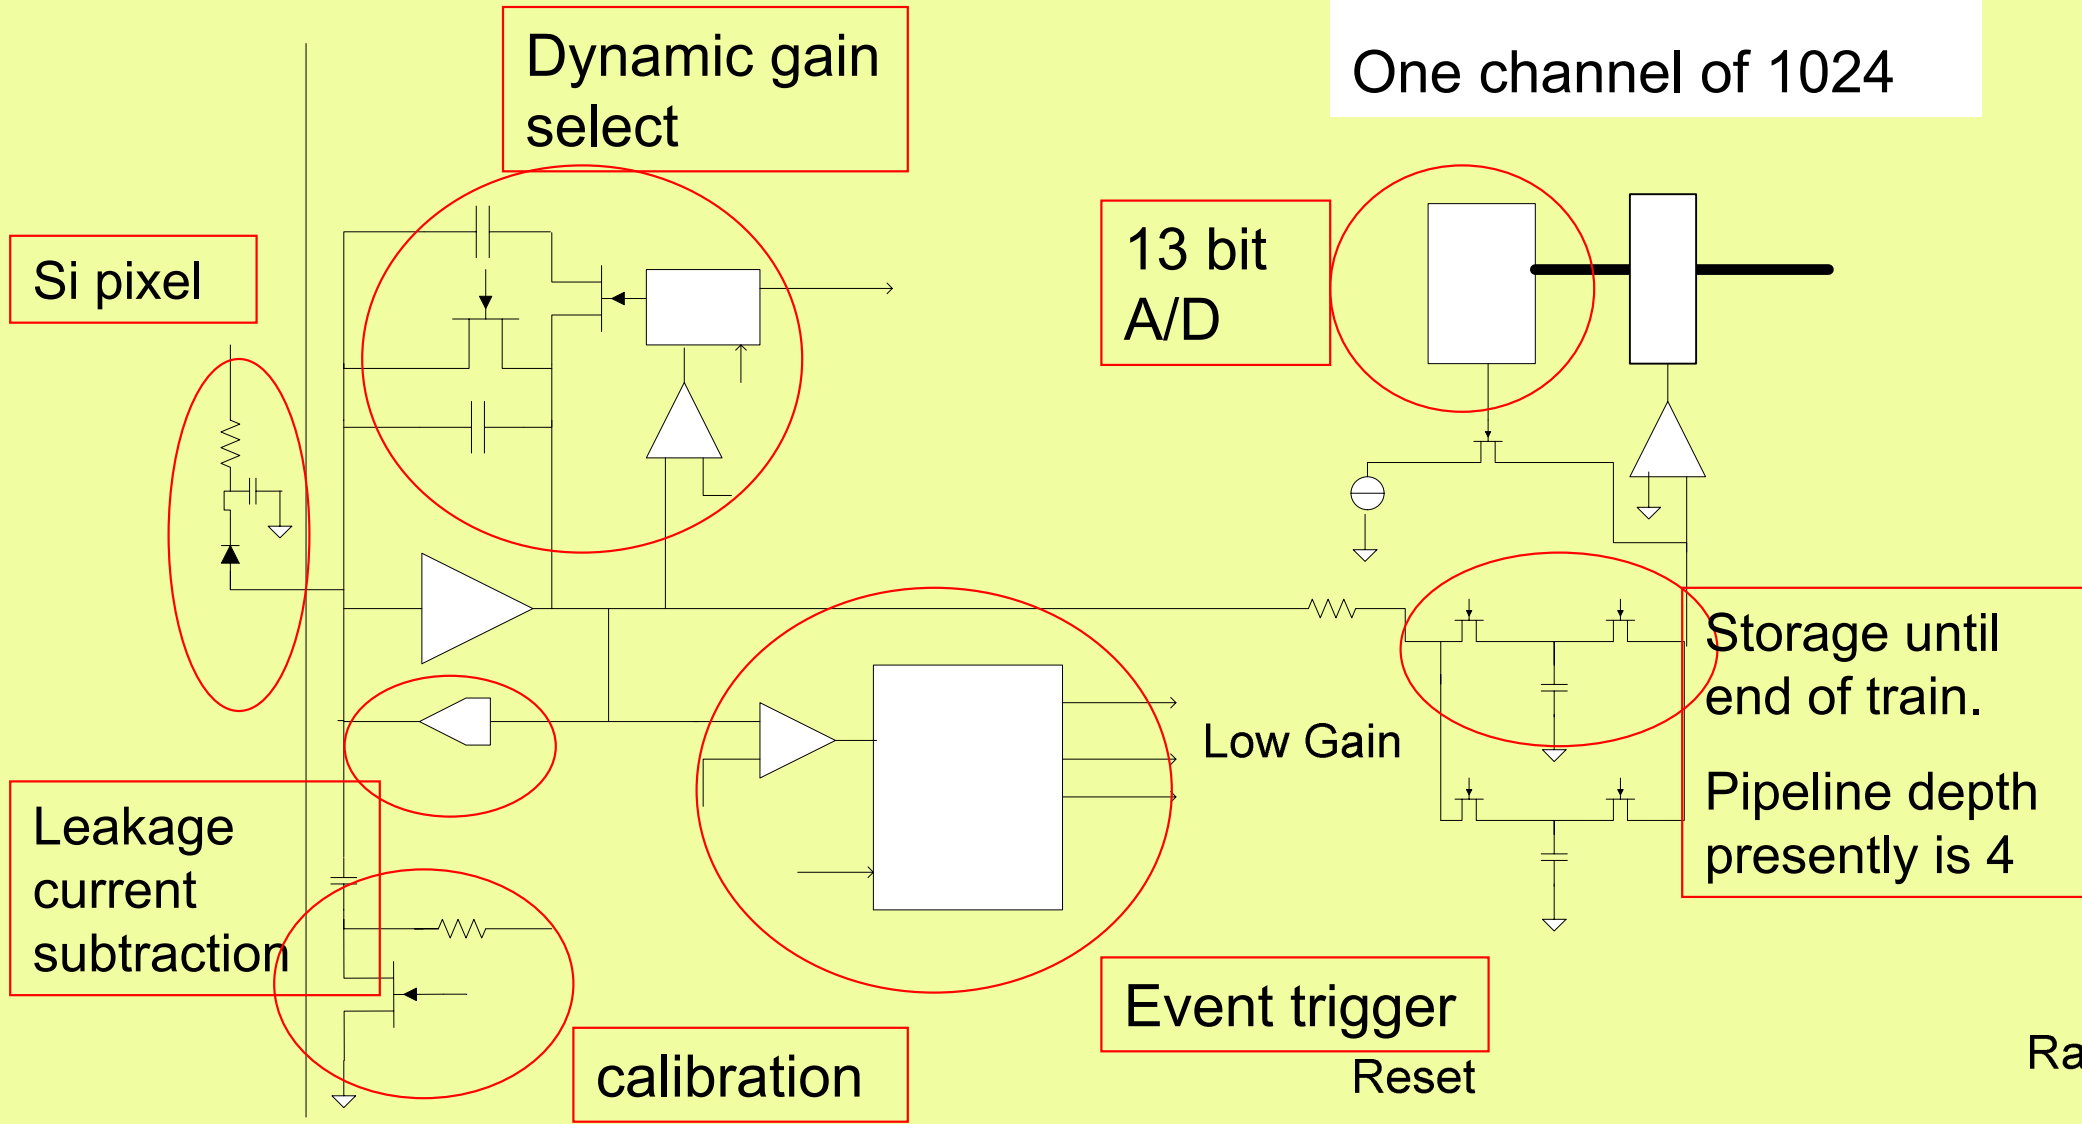 Dynamic gain
select
One channel of 1024
Si pixel
13 bit
A/D
Storage until
end of train.
Pipeline depth
presently is 4
Low Gain
Leakage
current
subtraction
Event trigger
calibration
Reset
Ra